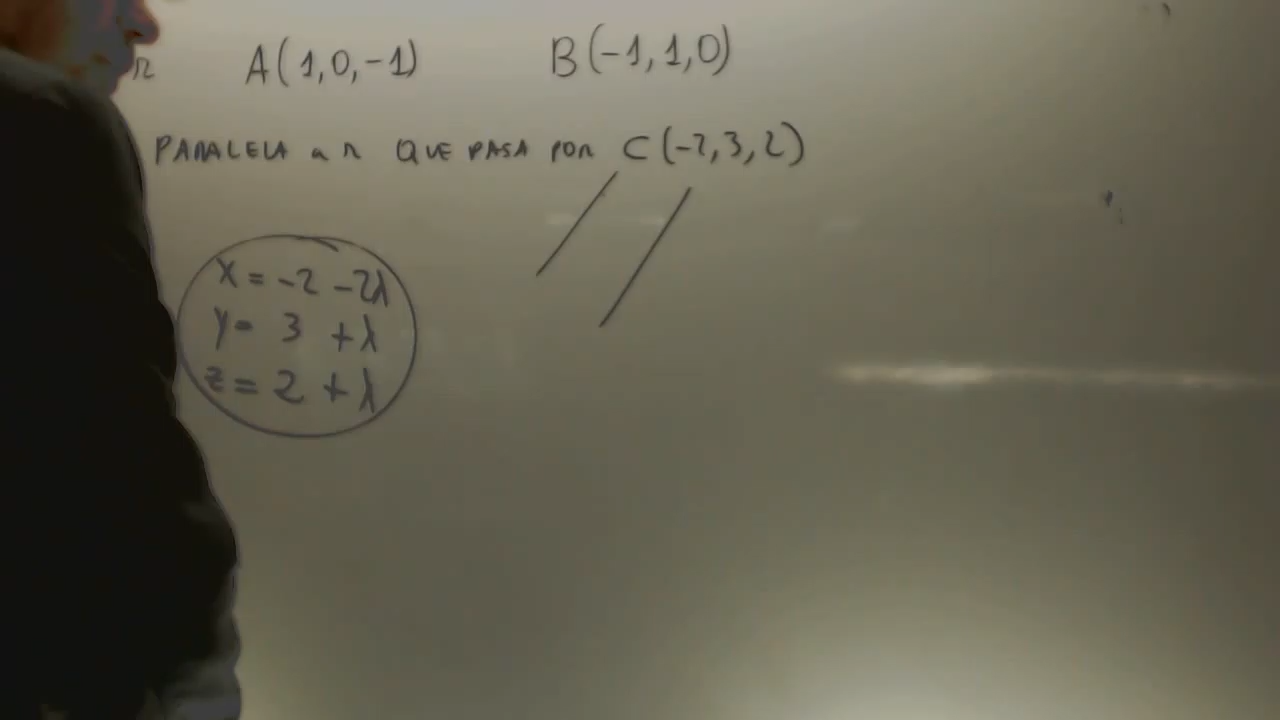 r A(1,0,-1) B(-1,1,0)
PARALELA a r QUE PASA POR C(-2,3,2)
X = -2 -2λ
y = 3 +λ
z = 2 +λ